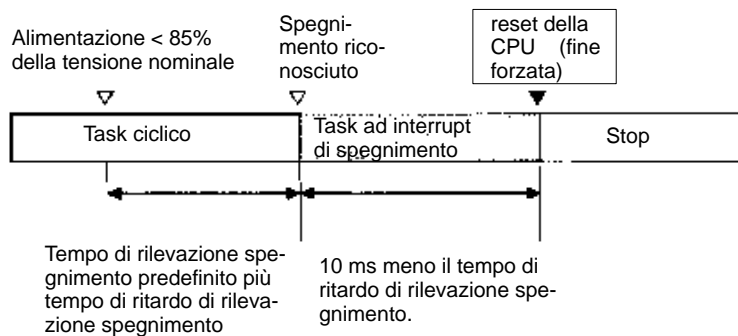 Alimentazione < 85%
della tensione nominale
Spegni-
mento rico-
nosciuto
reset della
CPU (fine
forzata)
Task ciclico
Task ad interrupt
di spegnimento
Stop
Tempo di rilevazione spe-
gnimento predefinito più
tempo di ritardo di rileva-
zione spegnimento
10 ms meno il tempo di
ritardo di rilevazione spe-
gnimento.